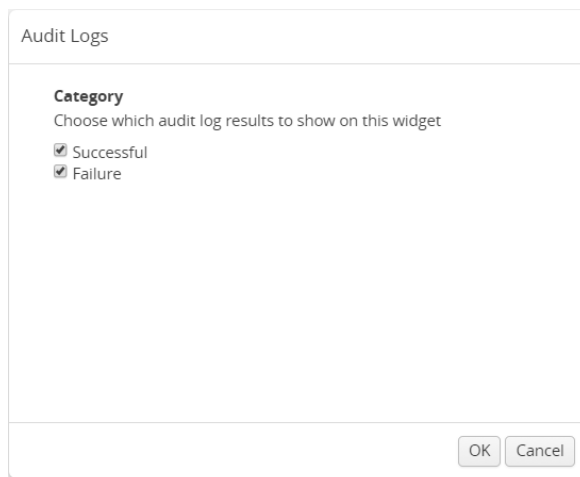 Audit Logs
Category
Choose which audit log results to show on this widget
Successful
Failure
OK Cancel